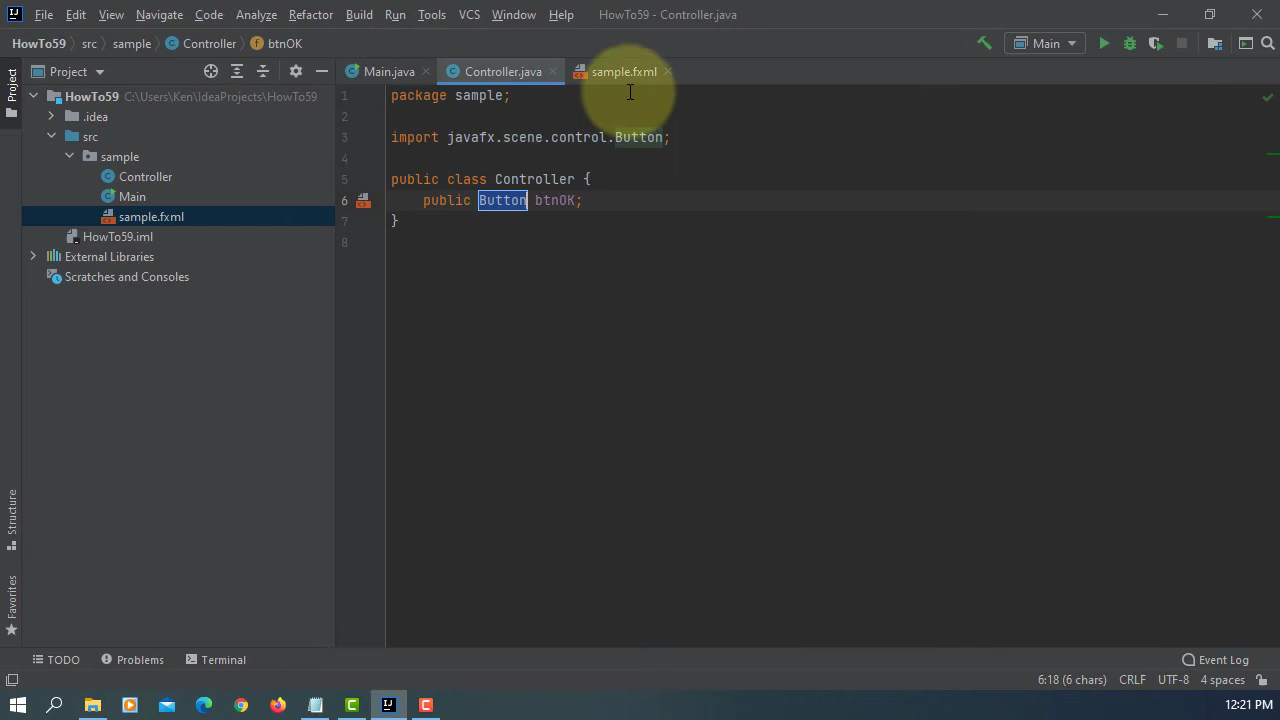 File Edit View Navigate Code Analyze Refactor Build Run Tools VCS Window Help HowTo59 - Controller.java
HowTo59 src sample Controller btnOK Main
Project Main.java Controller.java sample.fxml
Project
HowTo59 C:\Users\Ken\IdeaProjects\HowTo59
.idea
src
sample
Controller
Main
sample.fxml
HowTo59.iml
External Libraries
Scratches and Consoles
1 package sample;
2
3 import javafx.scene.control.Button;
4
5 public class Controller {
6 public Button btnOK;
7 }
8
Structure
Favorites
TODO Problems Terminal Event Log
6:18 (6 chars) CRLF UTF-8 4 spaces
12:21 PM